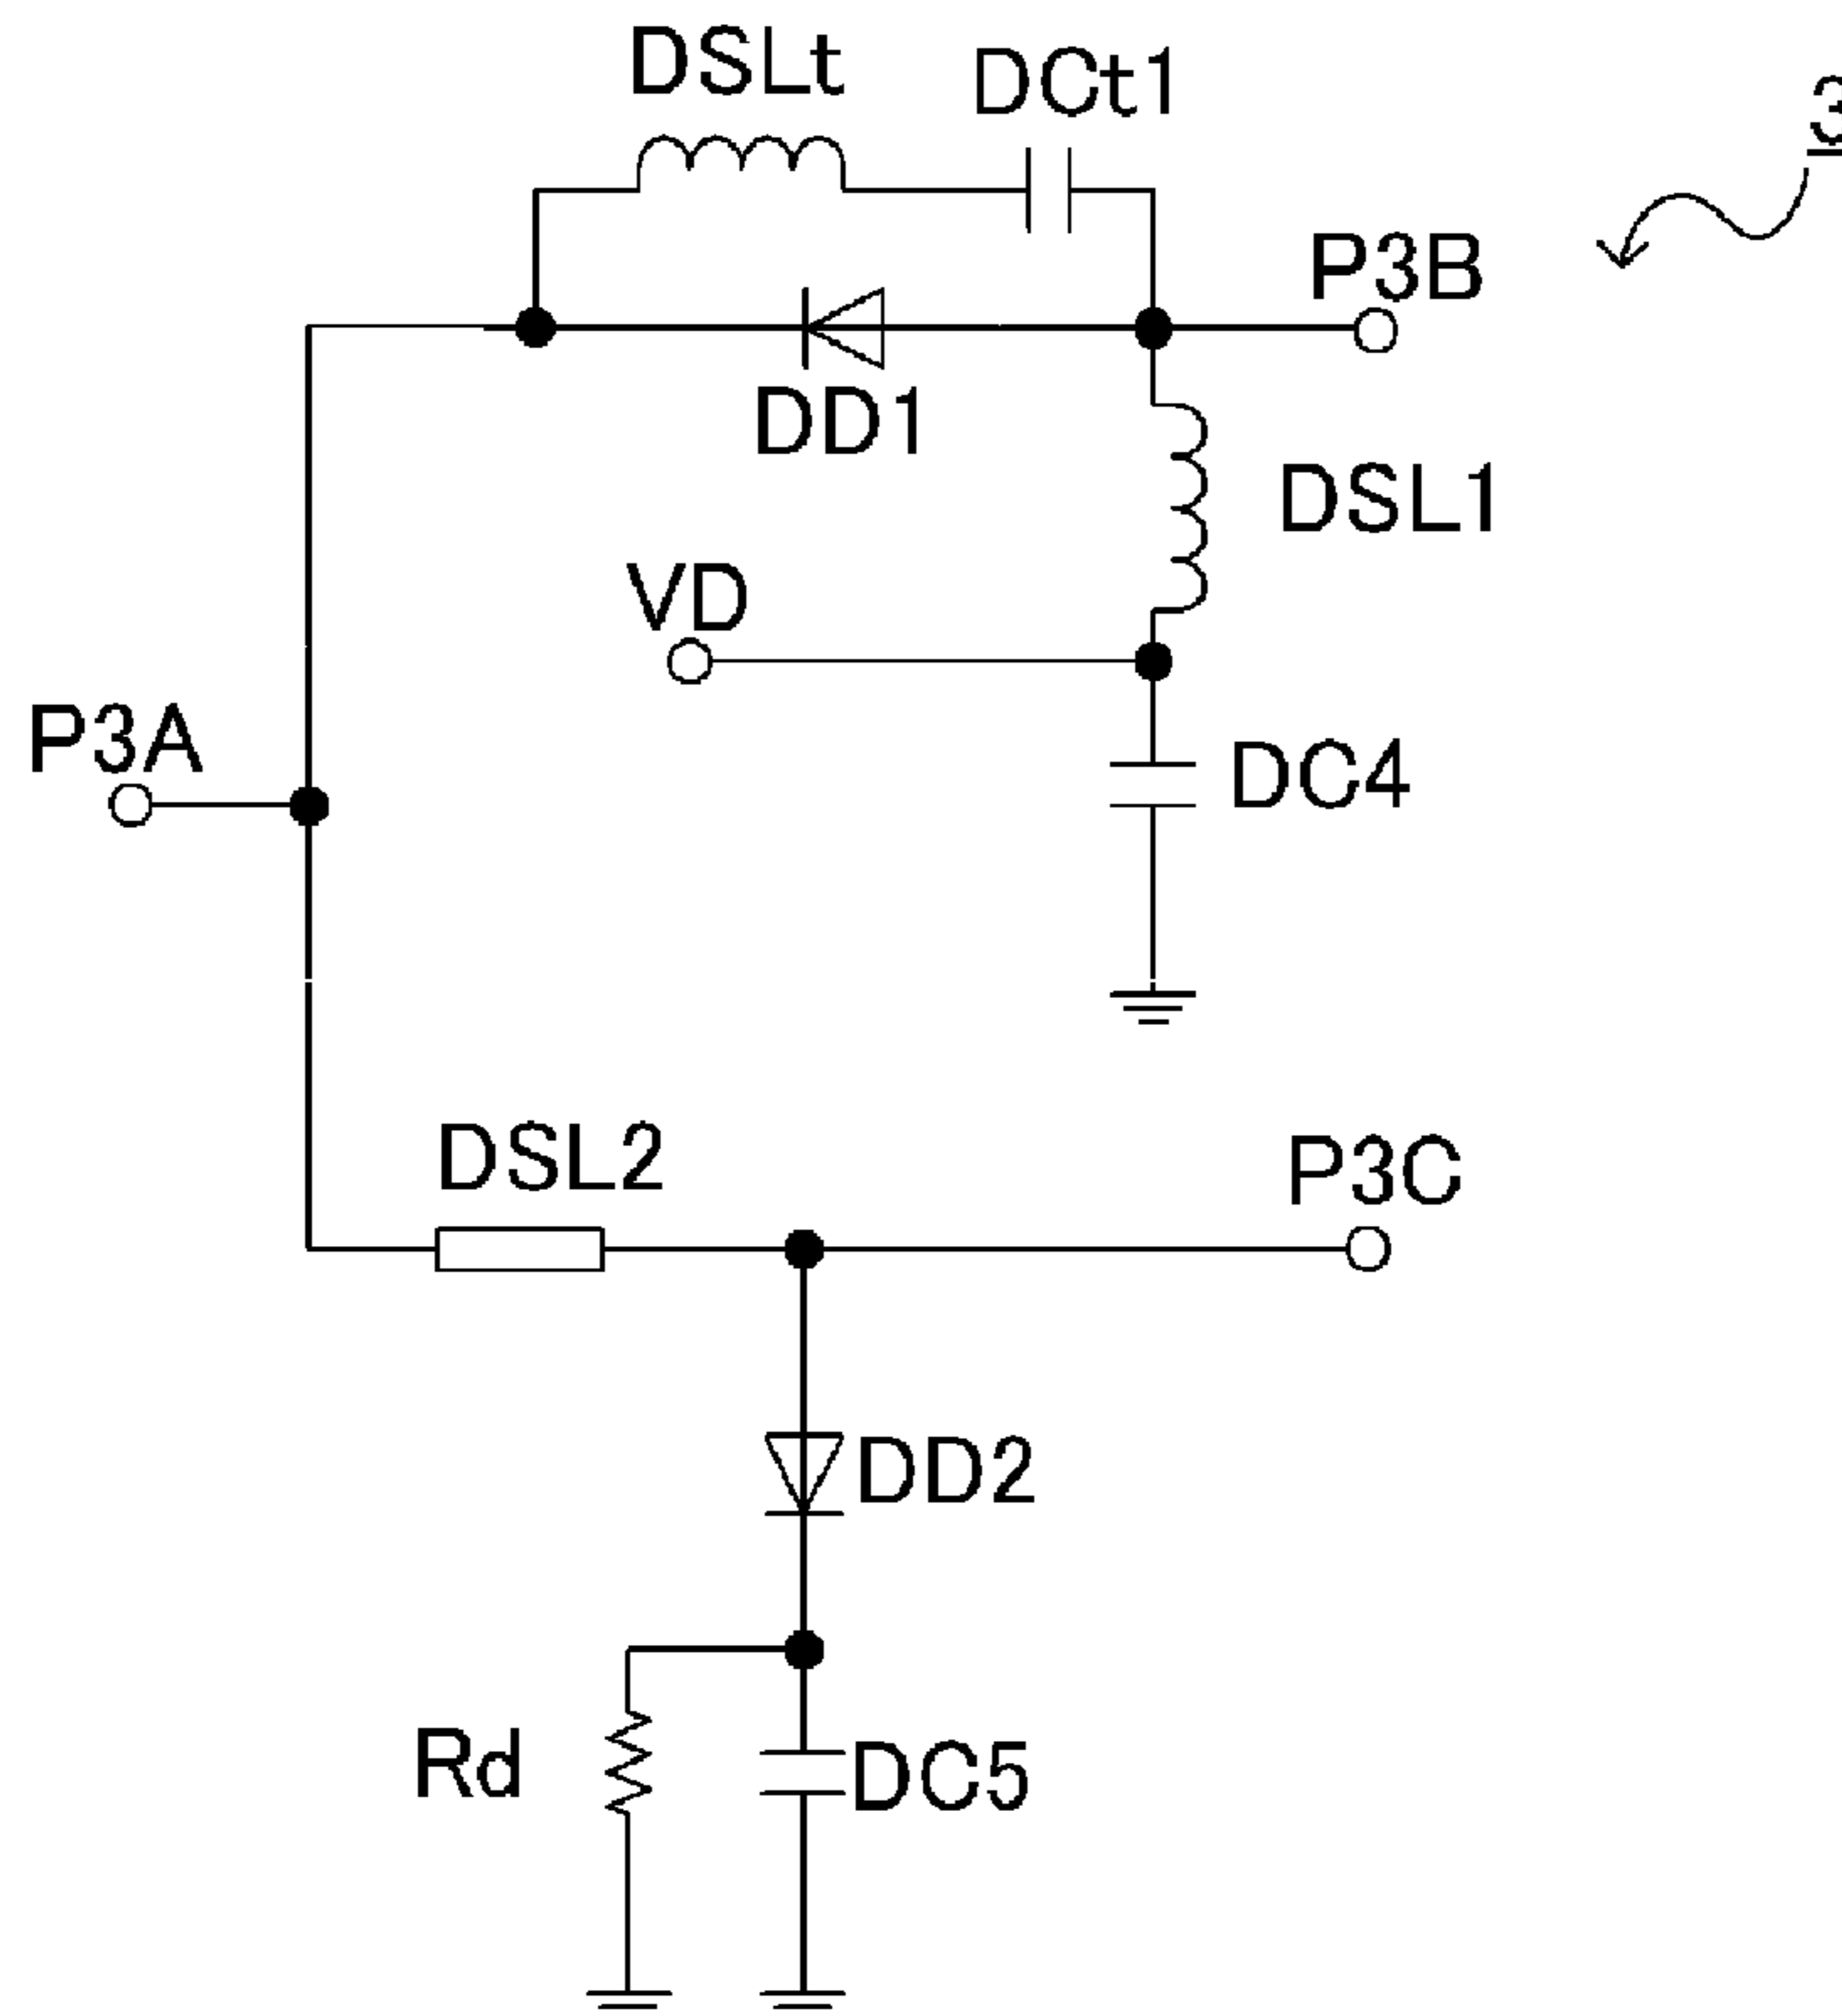 DSLt
DCt1
P3B
DD1
DSL1
VD
P3A
DC4
DSL2
P3C
DD2
Rd
DC5